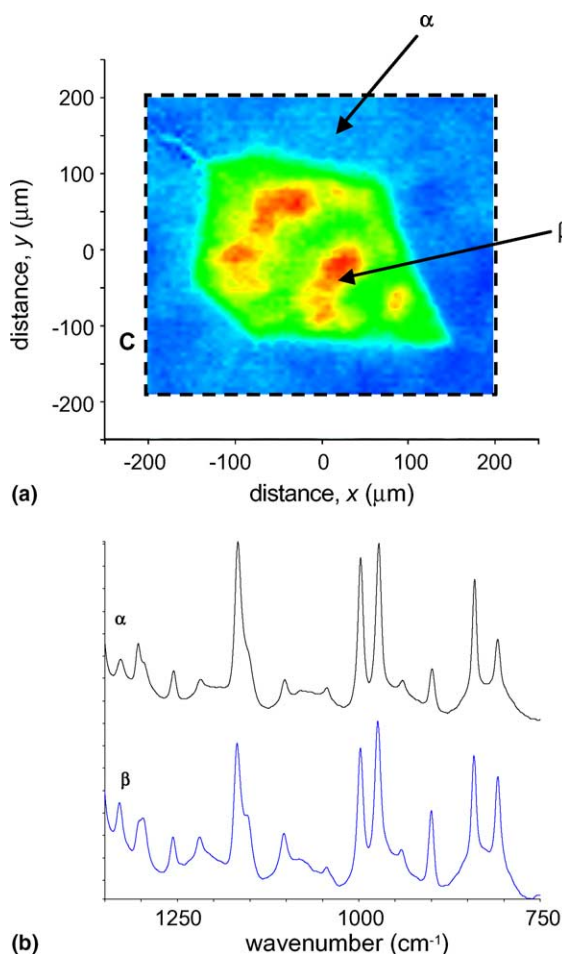 α
200
100
0
-100
-200
distance, y (μm)
β
C
-200 -100 0 100 200
distance, x (μm)
(a)
α
β
1250 1000 750
wavenumber (cm-1)
(b)